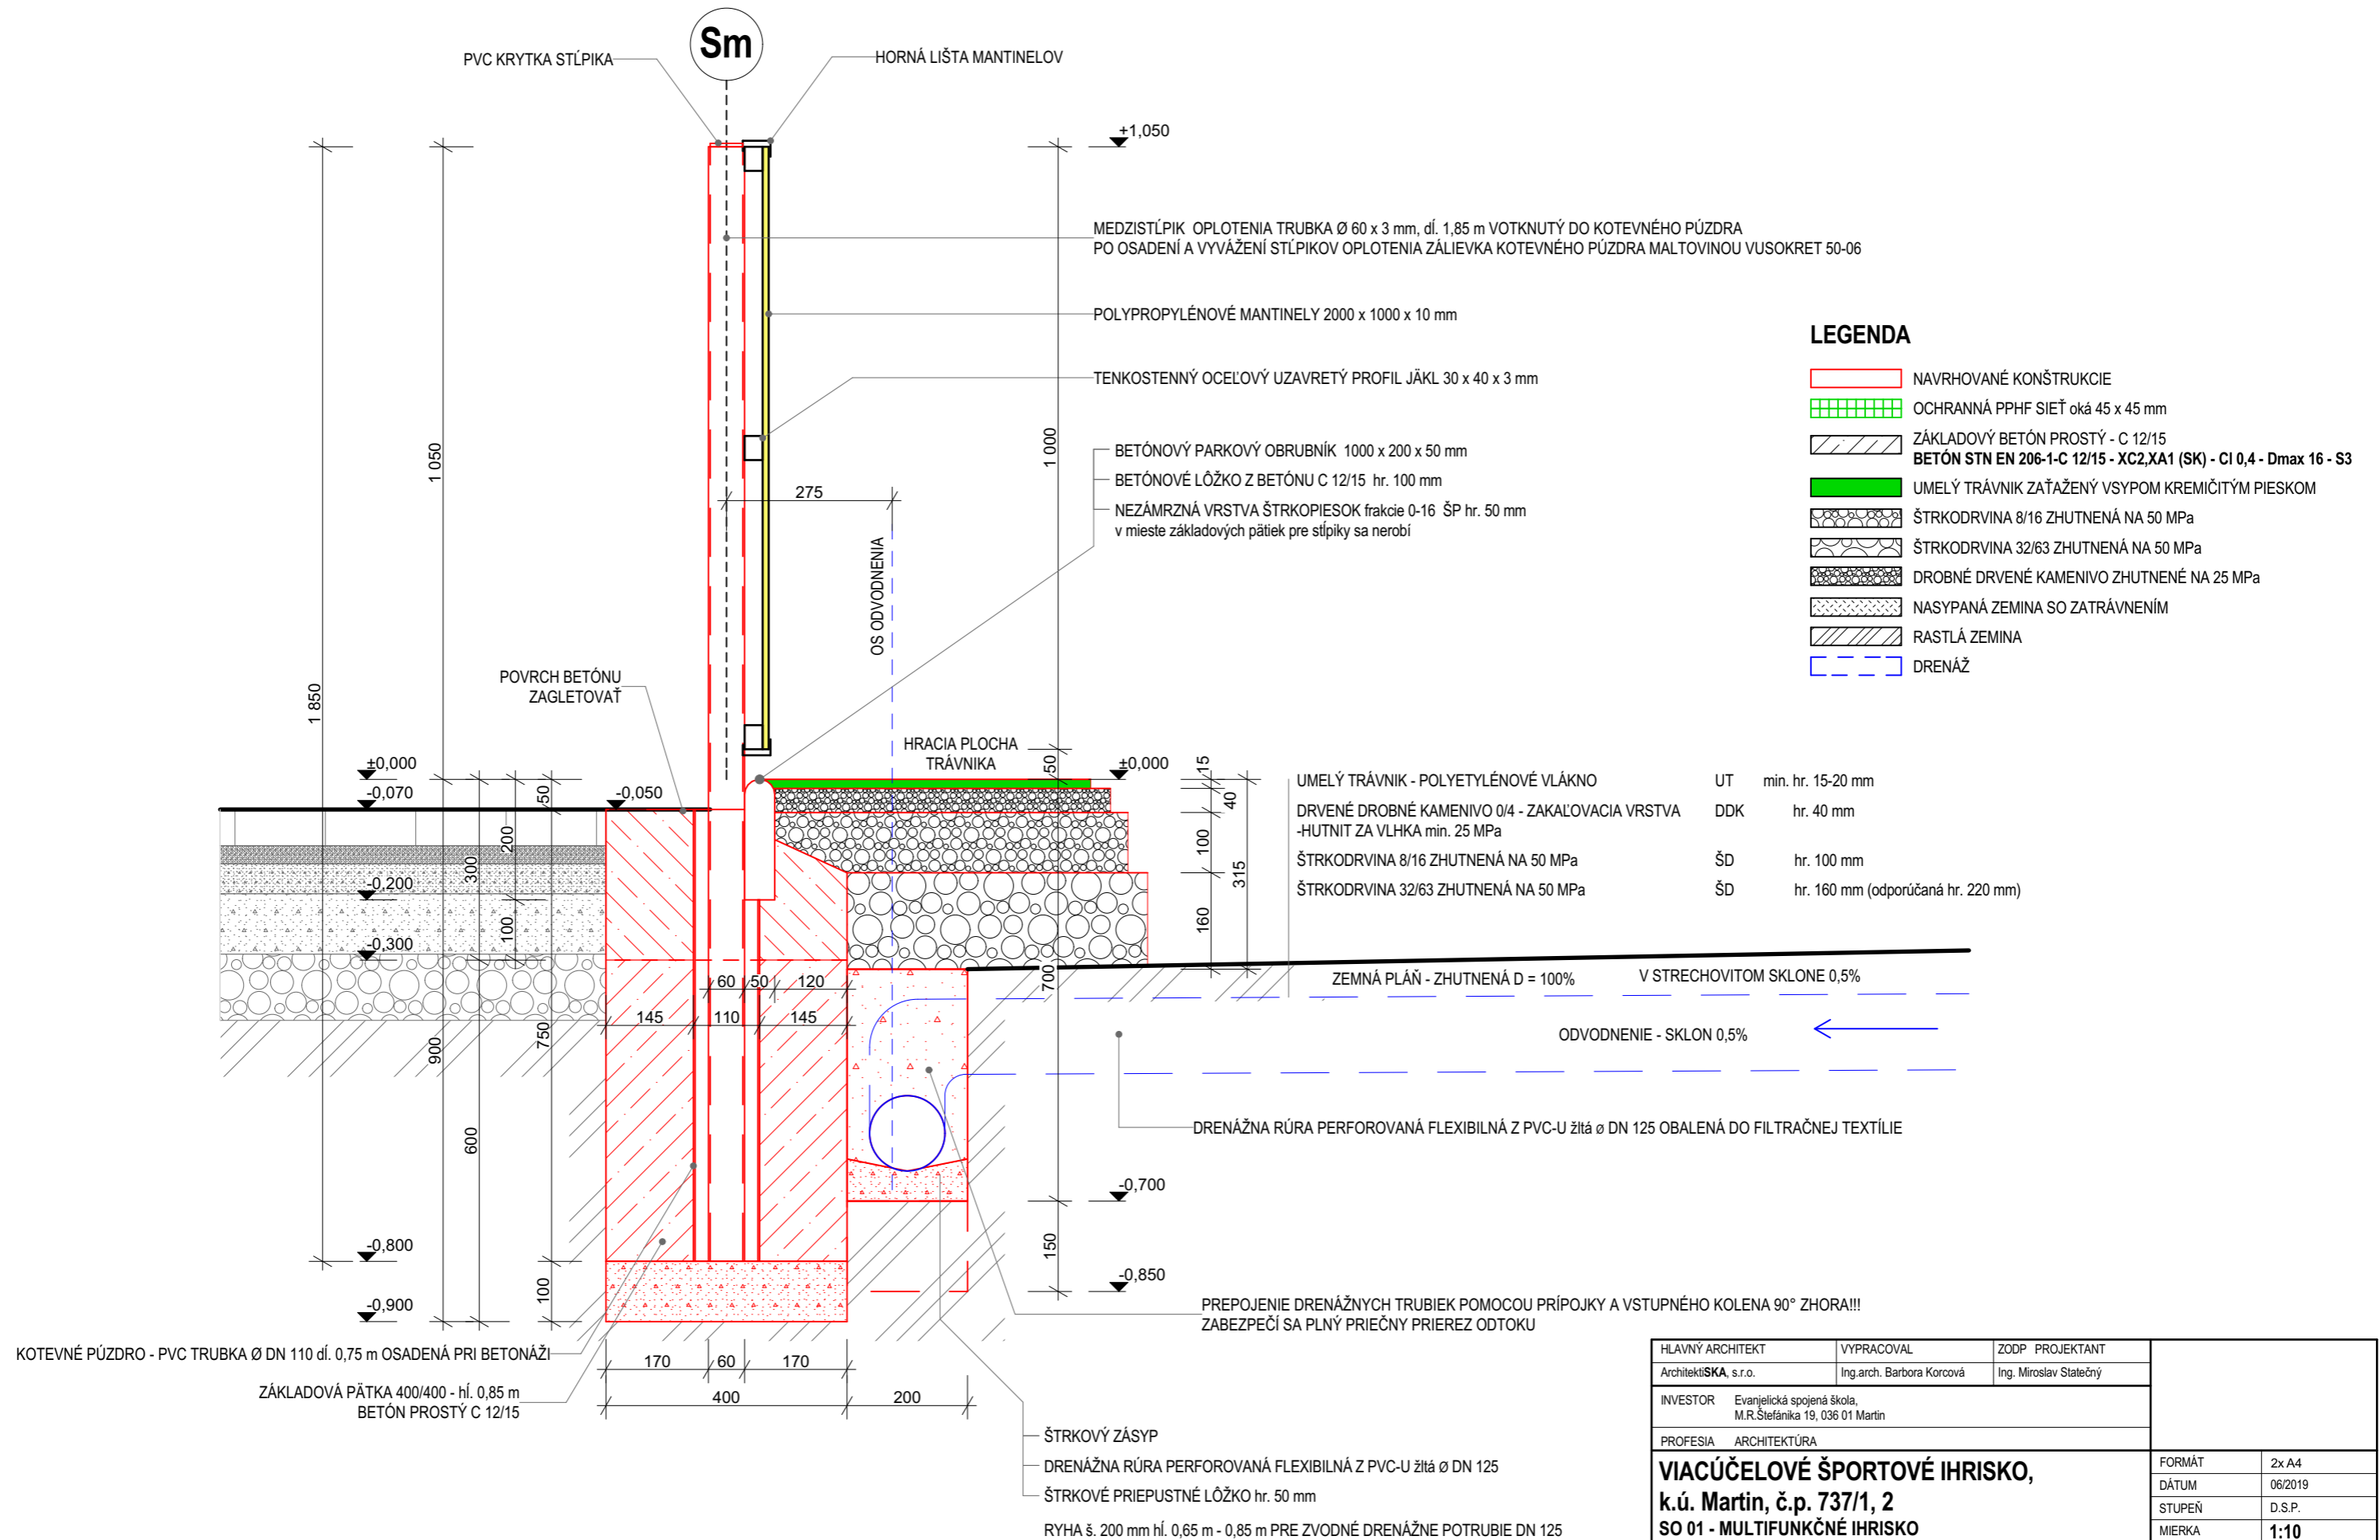 Sm
PVC KRYTKA STĹPIKA
HORNÁ LIŠTA MANTINELOV
+1,050
MEDZISTĹPIK OPLOTENIA TRUBKA Ø 60 x 3 mm, dĺ. 1,85 m VOTKNUTÝ DO KOTEVNÉHO PÚZDRA
PO OSADENÍ A VYVÁŽENÍ STĹPIKOV OPLOTENIA ZÁLIEVKA KOTEVNÉHO PÚZDRA MALTOVINOU VUSOKRET 50-06
POLYPROPYLÉNOVÉ MANTINELY 2000 x 1000 x 10 mm
TENKOSTENNÝ OCEĽOVÝ UZAVRETÝ PROFIL JÄKL 30 x 40 x 3 mm
BETÓNOVÝ PARKOVÝ OBRUBNÍK 1000 x 200 x 50 mm
BETÓNOVÉ LÔŽKO Z BETÓNU C 12/15 hr. 100 mm
NEZÁMRZNÁ VRSTVA ŠTRKOPIESOK frakcie 0-16 ŠP hr. 50 mm
v mieste základových pätiek pre stĺpiky sa nerobí
1 850
1 050
1 000
275
OS ODVODNENIA
LEGENDA
NAVRHOVANÉ KONŠTRUKCIE
OCHRANNÁ PPHF SIEŤ oká 45 x 45 mm
ZÁKLADOVÝ BETÓN PROSTÝ - C 12/15
BETÓN STN EN 206-1-C 12/15 - XC2,XA1 (SK) - Cl 0,4 - Dmax 16 - S3
UMELÝ TRÁVNIK ZAŤAŽENÝ VSYPOM KREMIČITÝM PIESKOM
ŠTRKODRVINA 8/16 ZHUTNENÁ NA 50 MPa
ŠTRKODRVINA 32/63 ZHUTNENÁ NA 50 MPa
DROBNÉ DRVENÉ KAMENIVO ZHUTNENÉ NA 25 MPa
NASYPANÁ ZEMINA SO ZATRÁVNENÍM
RASTLÁ ZEMINA
DRENÁŽ
POVRCH BETÓNU
ZAGLETOVAŤ
HRACIA PLOCHA
TRÁVNIKA
±0,000
-0,070
-0,050
-0,200
-0,300
-0,800
-0,900
50
200
300
100
750
900
600
100
50
±0,000
15
40
100
160
315
700
150
-0,700
-0,850
UMELÝ TRÁVNIK - POLYETYLÉNOVÉ VLÁKNO UT min. hr. 15-20 mm
DRVENÉ DROBNÉ KAMENIVO 0/4 - ZAKAĽOVACIA VRSTVA DDK hr. 40 mm
-HUTNIT ZA VLHKA min. 25 MPa
ŠTRKODRVINA 8/16 ZHUTNENÁ NA 50 MPa ŠD hr. 100 mm
ŠTRKODRVINA 32/63 ZHUTNENÁ NA 50 MPa ŠD hr. 160 mm (odporúčaná hr. 220 mm)
60 50 120
145 110 145
ZEMNÁ PLÁŇ - ZHUTNENÁ D = 100% V STRECHOVITOM SKLONE 0,5%
ODVODNENIE - SKLON 0,5%
DRENÁŽNA RÚRA PERFOROVANÁ FLEXIBILNÁ Z PVC-U žltá ø DN 125 OBALENÁ DO FILTRAČNEJ TEXTÍLIE
PREPOJENIE DRENÁŽNYCH TRUBIEK POMOCOU PRÍPOJKY A VSTUPNÉHO KOLENA 90° ZHORA!!!
ZABEZPEČÍ SA PLNÝ PRIEČNY PRIEREZ ODTOKU
KOTEVNÉ PÚZDRO - PVC TRUBKA Ø DN 110 dĺ. 0,75 m OSADENÁ PRI BETONÁŽI
ZÁKLADOVÁ PÄTKA 400/400 - hĺ. 0,85 m
BETÓN PROSTÝ C 12/15
170 60 170
400 200
ŠTRKOVÝ ZÁSYP
DRENÁŽNA RÚRA PERFOROVANÁ FLEXIBILNÁ Z PVC-U žltá Ø DN 125
ŠTRKOVÉ PRIEPUSTNÉ LÔŽKO hr. 50 mm
RYHA š. 200 mm hĺ. 0,65 m - 0,85 m PRE ZVODNÉ DRENÁŽNE POTRUBIE DN 125
HLAVNÝ ARCHITEKT VYPRACOVAL ZODP PROJEKTANT
ArchitektiSKA, s.r.o. Ing.arch. Barbora Korcová Ing. Miroslav Statečný
INVESTOR Evanjelická spojená škola,
M.R.Štefánika 19, 036 01 Martin
PROFESIA ARCHITEKTÚRA
VIACÚČELOVÉ ŠPORTOVÉ IHRISKO,
k.ú. Martin, č.p. 737/1, 2
SO 01 - MULTIFUNKČNÉ IHRISKO
FORMÁT 2x A4
DÁTUM 06/2019
STUPEŇ D.S.P.
MIERKA 1:10